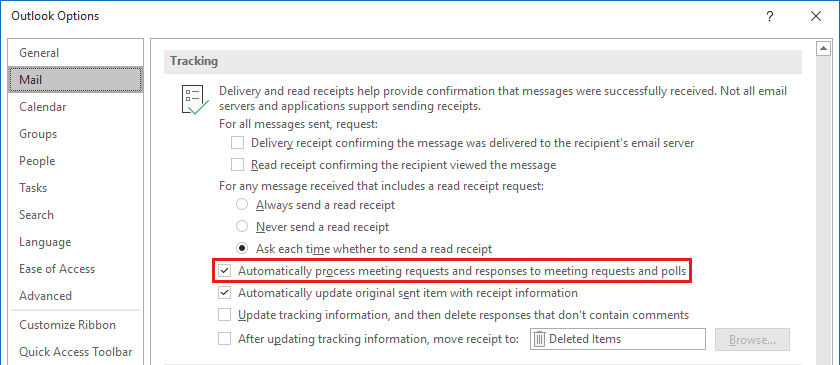 Outlook Options
?
General
Mail
Calendar
Groups
People
Tasks
Search
Language
Ease of Access
Advanced
Customize Ribbon
Quick Access Toolbar
Tracking
Delivery and read receipts help provide confirmation that messages were successfully received. Not all email
servers and applications support sending receipts.
For all messages sent, request:
Delivery receipt confirming the message was delivered to the recipient's email server
Read receipt confirming the recipient viewed the message
For any message received that includes a read receipt request:
Always send a read receipt
Never send a read receipt
Ask each time whether to send a read receipt
Automatically process meeting requests and responses to meeting requests and polls
Automatically update original sent item with receipt information
Update tracking information, and then delete responses that don't contain comments
After updating tracking information, move receipt to: Deleted Items Browse...